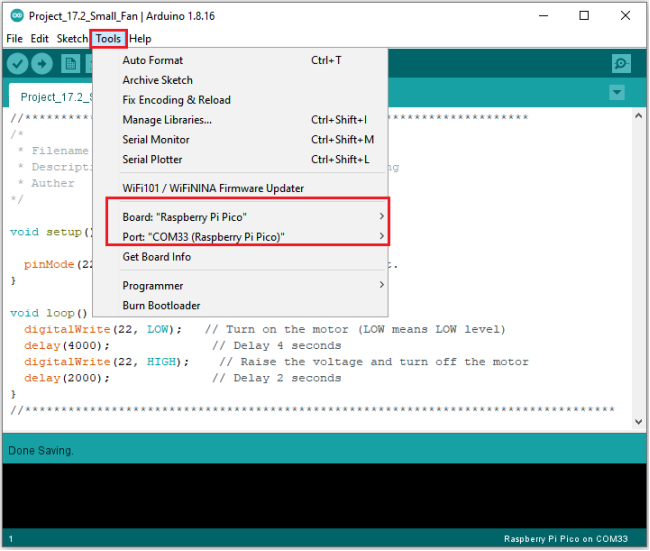 Project_17.2_Small_Fan | Arduino 1.8.16
File Edit Sketch Tools Help
Auto Format Ctrl+T
Archive Sketch
Project_17.2_S
Fix Encoding & Reload
//****************************************************************************
Manage Libraries... Ctrl+Shift+I
/*
Serial Monitor Ctrl+Shift+M
* Filename
Serial Plotter Ctrl+Shift+L
* Descripti ng
* Auther
WiFi101 / WiFiNINA Firmware Updater
*/
Board: "Raspberry Pi Pico"
void setup()
Port: "COM33 (Raspberry Pi Pico)"
Get Board Info
pinMode(22 t.
}
Programmer
Burn Bootloader
void loop()
digitalWrite(22, LOW); // Turn on the motor (LOW means LOW level)
delay(4000); // Delay 4 seconds
digitalWrite(22, HIGH); // Raise the voltage and turn off the motor
delay(2000); // Delay 2 seconds
}
//**********************************************************************************
Done Saving.
1 Raspberry Pi Pico on COM33